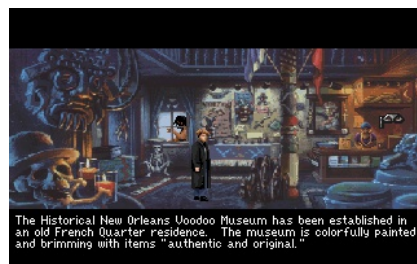 The Historical New Orleans Voodoo Museum has been established in
an old French Quarter residence.  The museum is colorfully painted
and brimming with items "authentic and original."